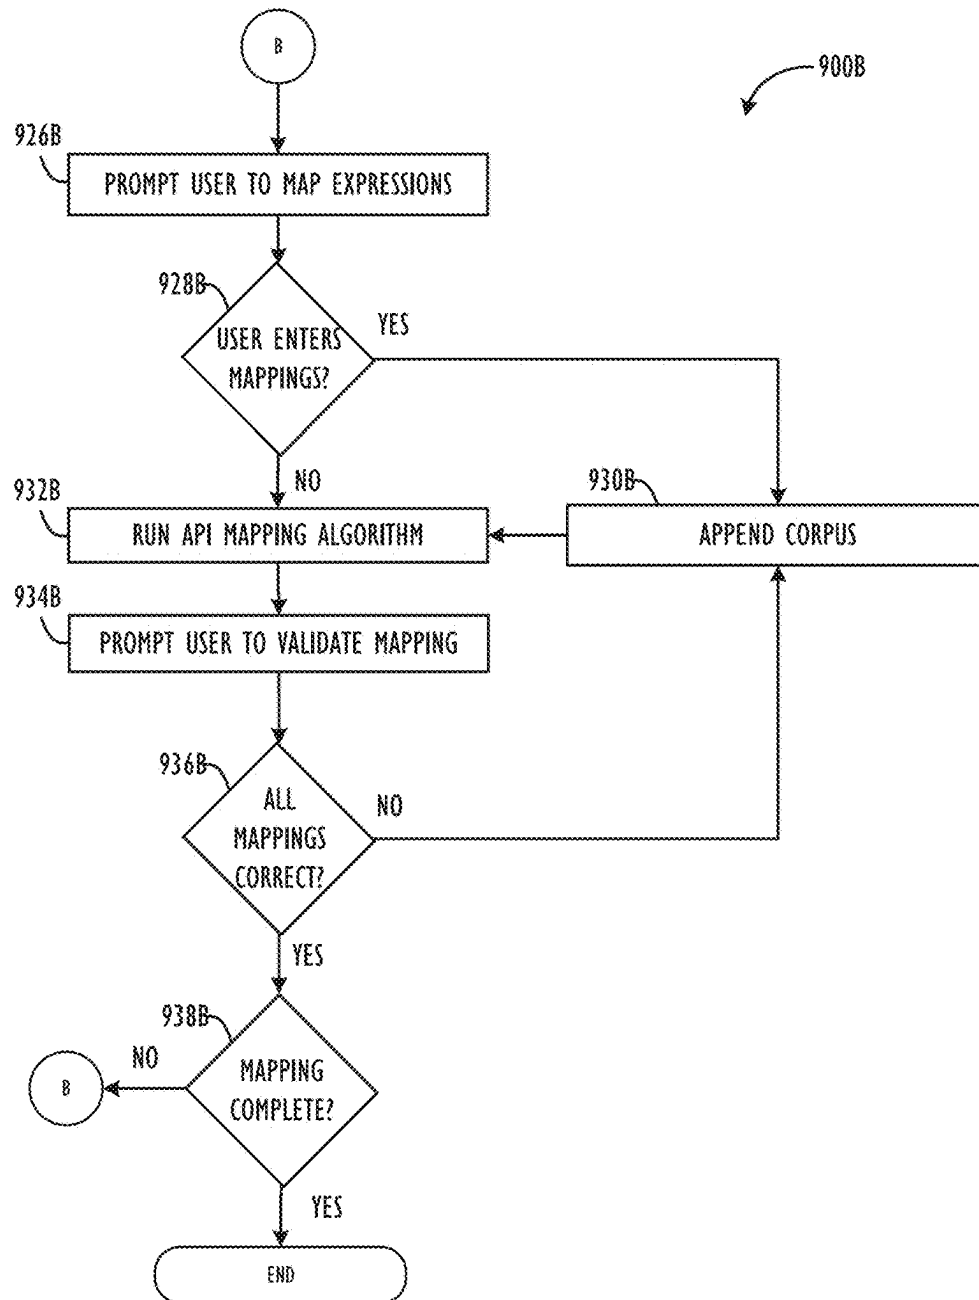 B
900B
926B
PROMPT USER TO MAP EXPRESSIONS
928B
YES
USER ENTERS
MAPPINGS?
NO
930B
932B
RUN API MAPPING ALGORITHM
APPEND CORPUS
934B
PROMPT USER TO VALIDATE MAPPING
936B
ALL
NO
MAPPINGS
CORRECT?
YES
938B
NO
MAPPING
B
COMPLETE?
YES
END